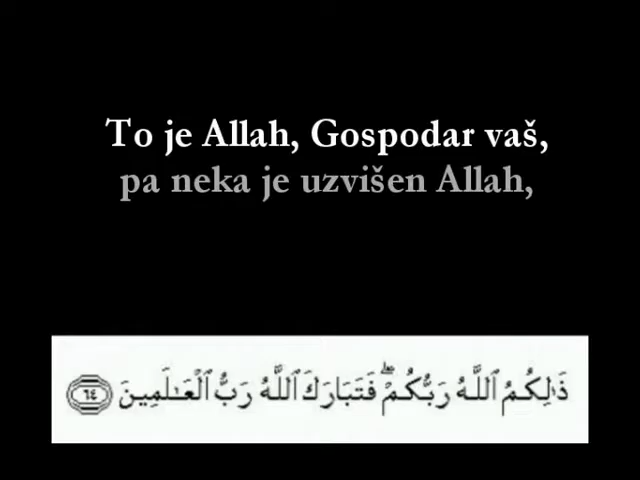 To je Allah, Gospodar vaš,
pa neka je uzvišen Allah,
ذَٰلِكُمُ ٱللَّهُ رَبُّكُمْ ۖ فَتَبَارَكَ ٱللَّهُ رَبُّ ٱلْعَـٰلَمِينَ ٦٤